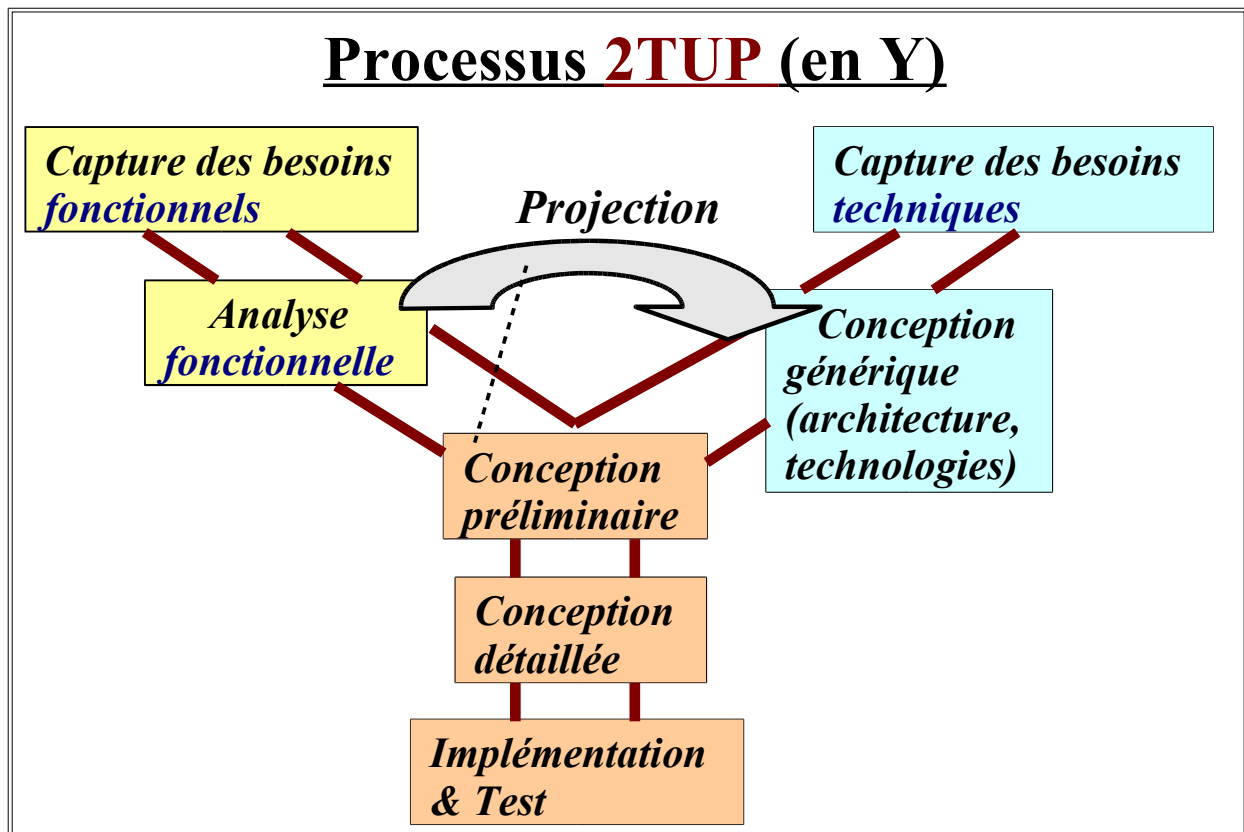 Processus 2TUP (en Y)
Capture des besoins
fonctionnels
Capture des besoins
techniques
Projection
Analyse
fonctionnelle
Conception
générique
(architecture,
technologies)
Conception
préliminaire
Conception
détaillée
Implémentation
& Test